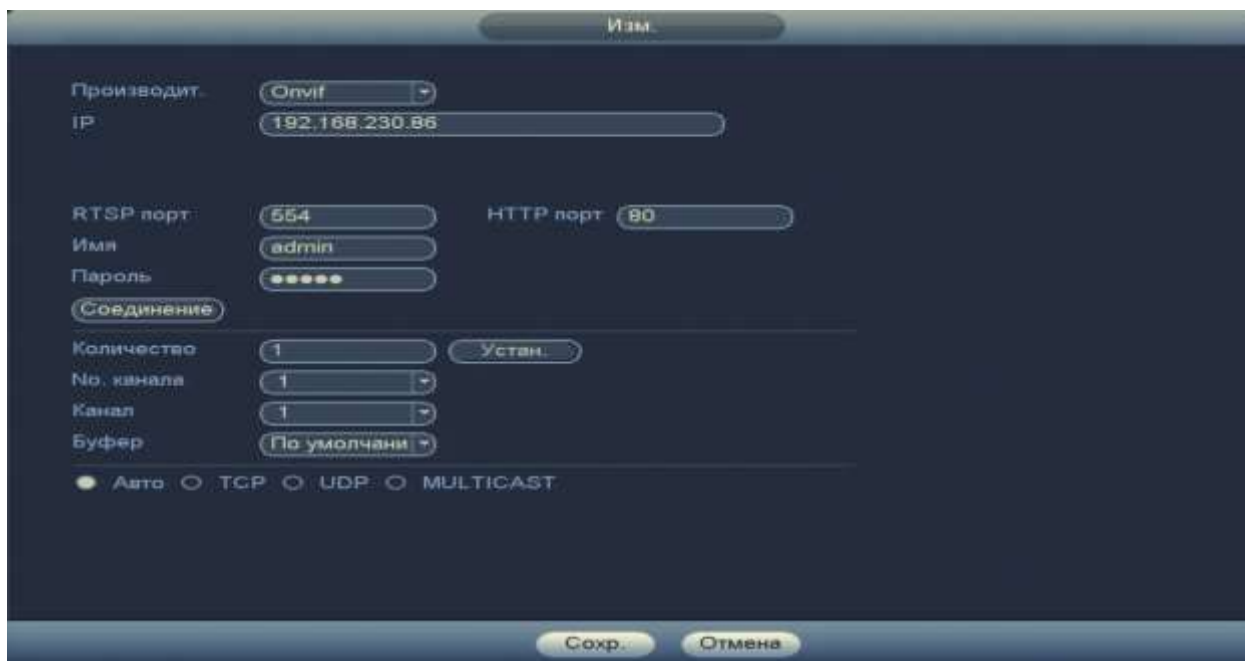 Изм.
Производит. Onvif
IP 192.168.230.86
RTSP порт 554 HTTP порт 80
Имя admin
Пароль ●●●●●
Соединение
Количество 1 Устан.
No. канала 1
Канал 1
Буфер По умолчани
Авто TCP UDP MULTICAST
Сохр. Отмена